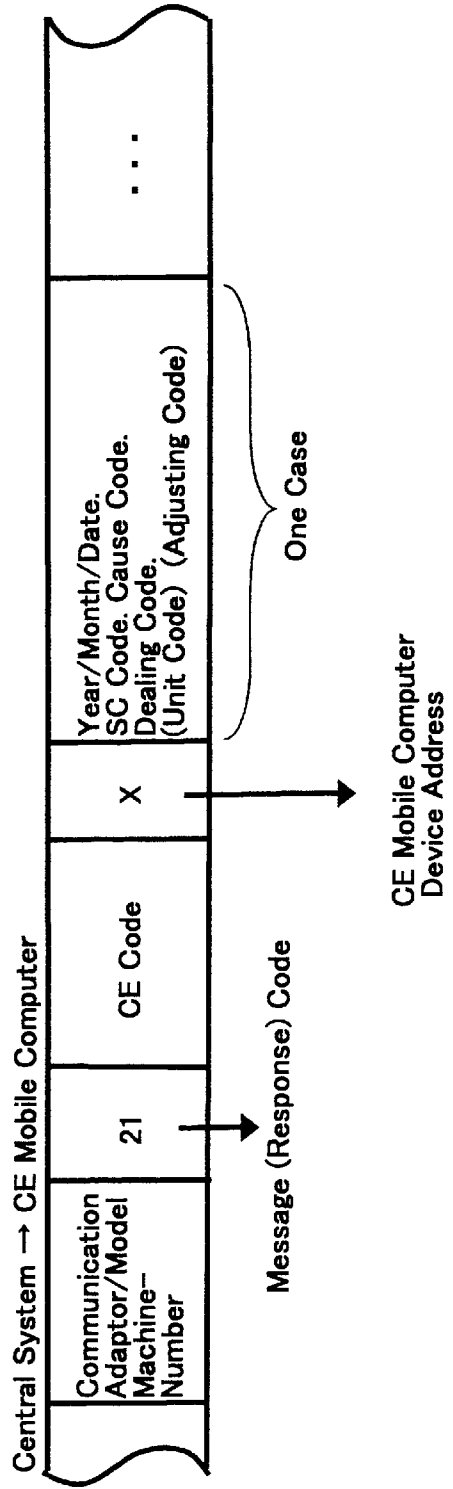 Central System → CE Mobile Computer
Communication
Adaptor/Model
Machine-
Number
21
CE Code
X
Year/Month/Date.
SC Code. Cause Code.
Dealing Code.
(Unit Code) (Adjusting Code)
. . .
Message (Response) Code
CE Mobile Computer
Device Address
One Case